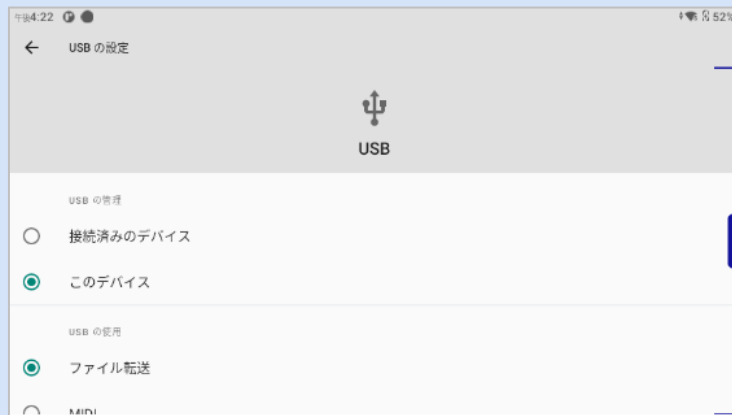 午後4:22 52%
USB の設定
USB
USB の管理
接続済みのデバイス
このデバイス
USB の使用
ファイル転送
MIDI